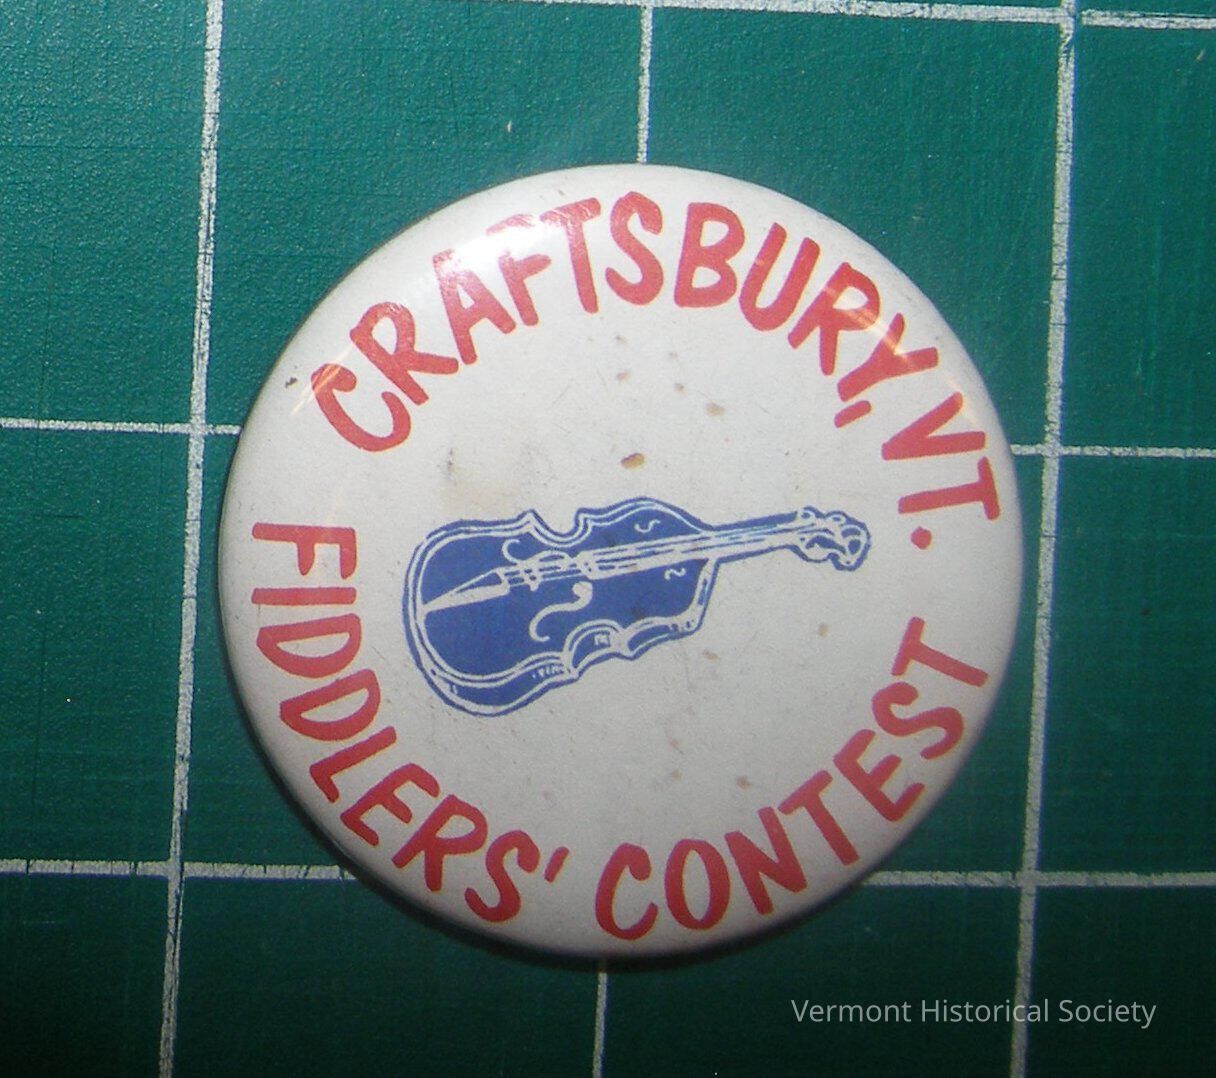 CRAFTSBURY, VT.
FIDDLERS' CONTEST
Vermont Historical Society